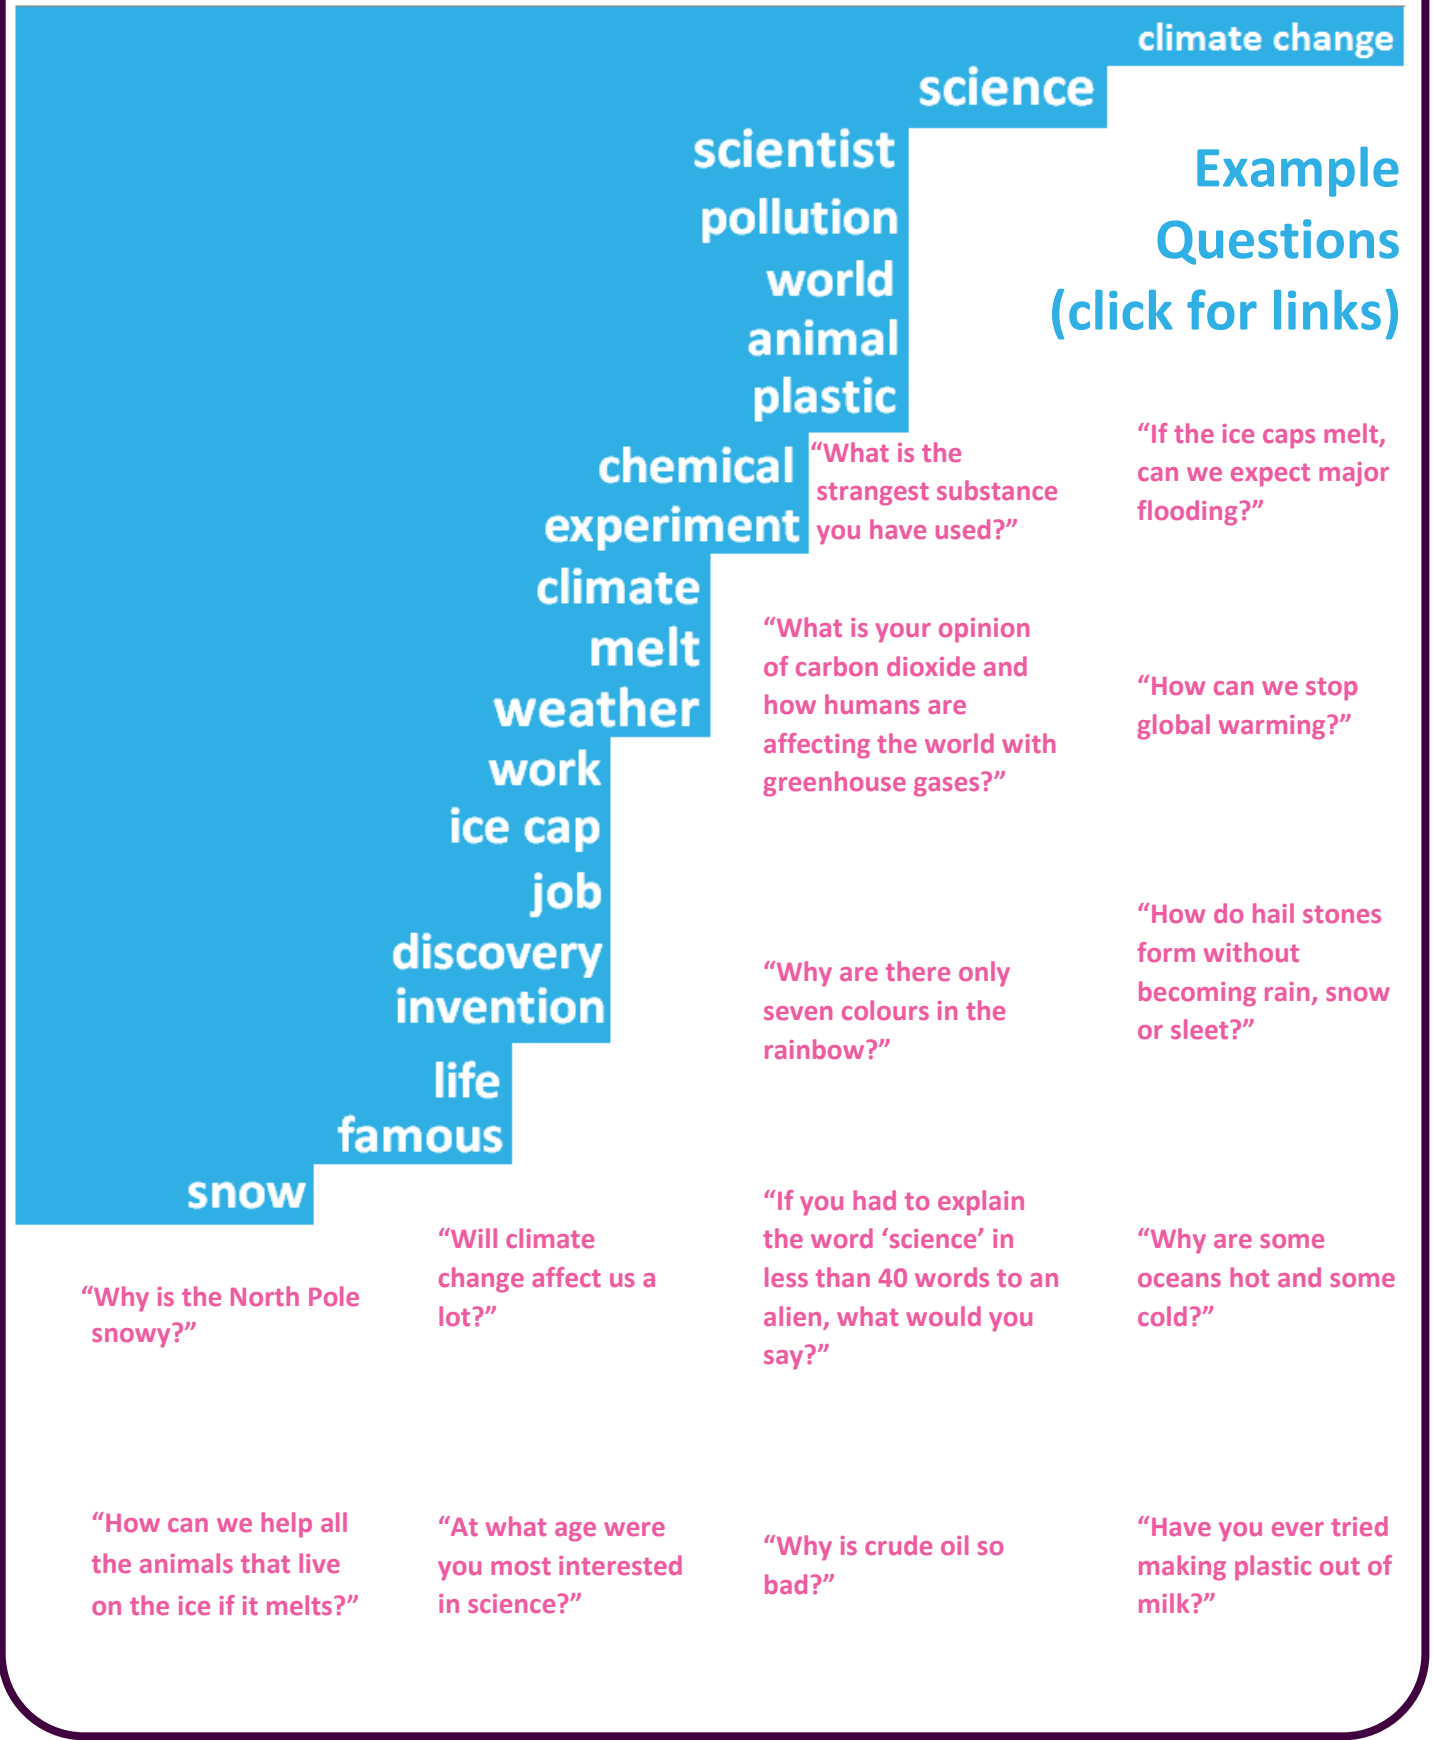 climate change
science
scientist
pollution
world
animal
plastic
chemical
experiment
climate
melt
weather
work
ice cap
job
discovery
invention
life
famous
snow
Example
Questions
(click for links)
“What is the
strangest substance
you have used?”
“If the ice caps melt,
can we expect major
flooding?”
“What is your opinion
of carbon dioxide and
how humans are
affecting the world with
greenhouse gases?”
“How can we stop
global warming?”
“Why are there only
seven colours in the
rainbow?”
“How do hail stones
form without
becoming rain, snow
or sleet?”
“Why is the North Pole
snowy?”
“Will climate
change affect us a
lot?”
“If you had to explain
the word ‘science’ in
less than 40 words to an
alien, what would you
say?”
“Why are some
oceans hot and some
cold?”
“How can we help all
the animals that live
on the ice if it melts?”
“At what age were
you most interested
in science?”
“Why is crude oil so
bad?”
“Have you ever tried
making plastic out of
milk?”